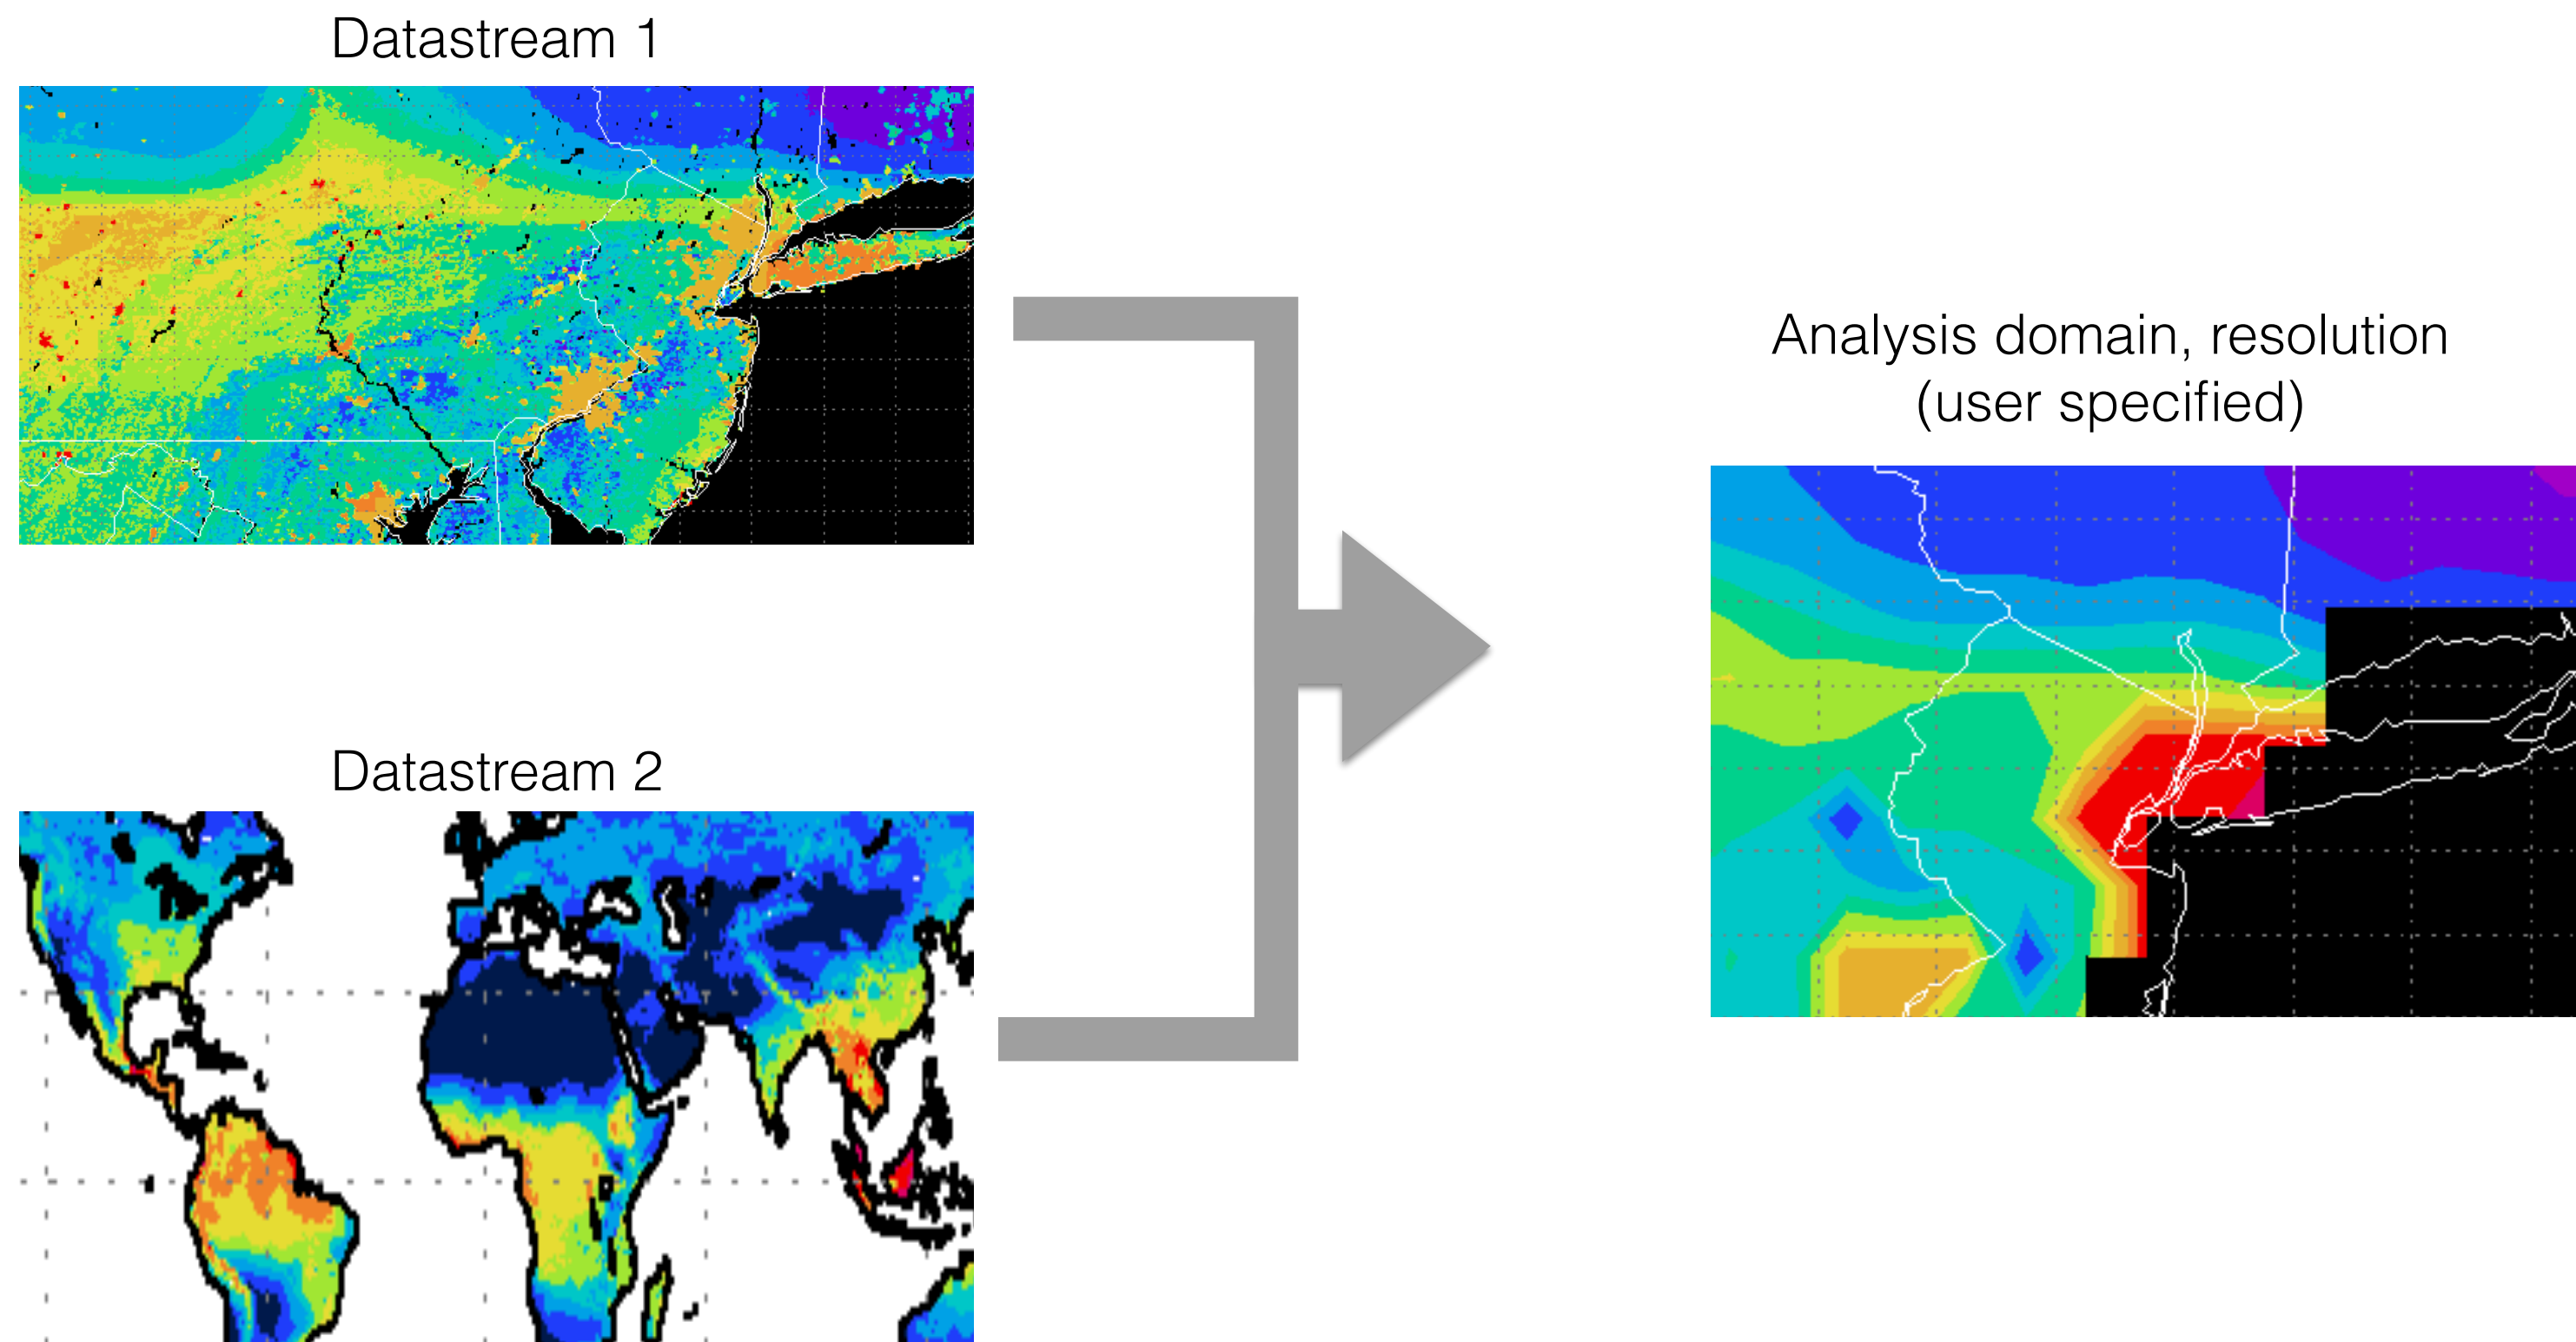 Datastream 1
Analysis domain, resolution
(user specified)
Datastream 2